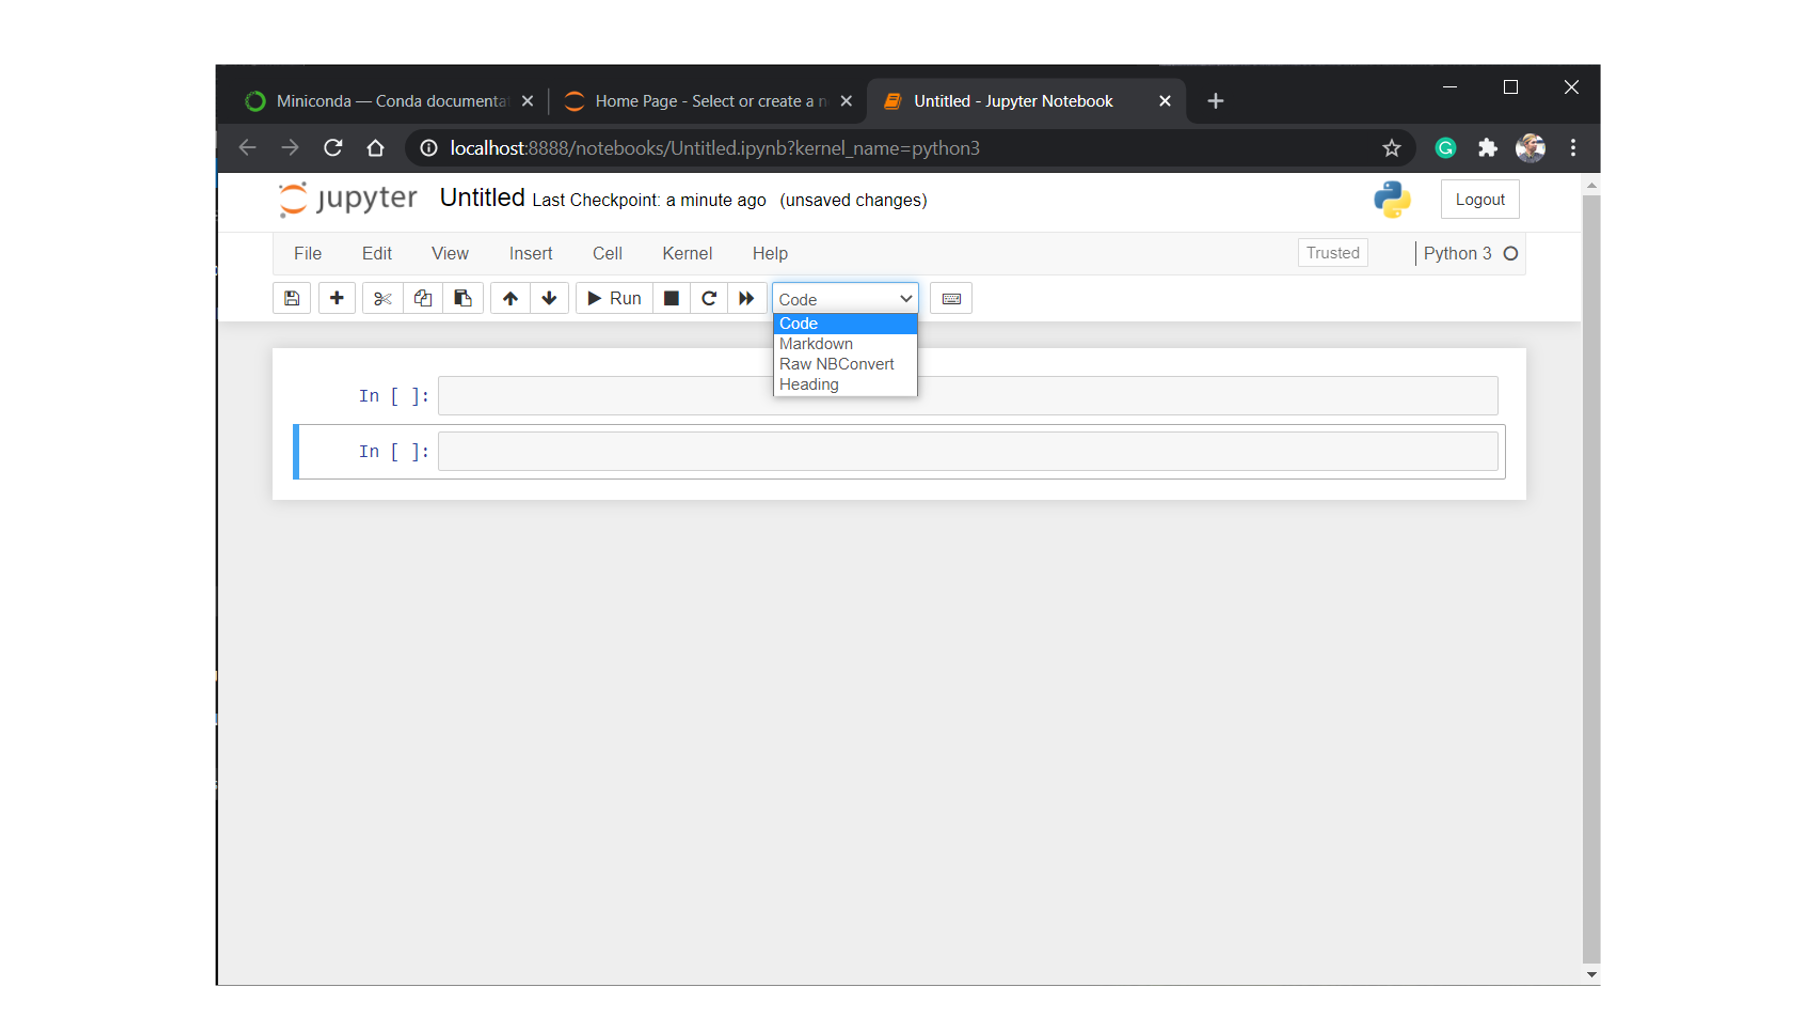 Miniconda — Conda documentat
Home Page - Select or create a n
Untitled - Jupyter Notebook
localhost:8888/notebooks/Untitled.ipynb?kernel_name=python3
G
jupyter Untitled Last Checkpoint: a minute ago (unsaved changes)
Logout
File Edit View Insert Cell Kernel Help
Trusted
Python 3
Run
Code
Code
Markdown
Raw NBConvert
Heading
In [ ]:
In [ ]: